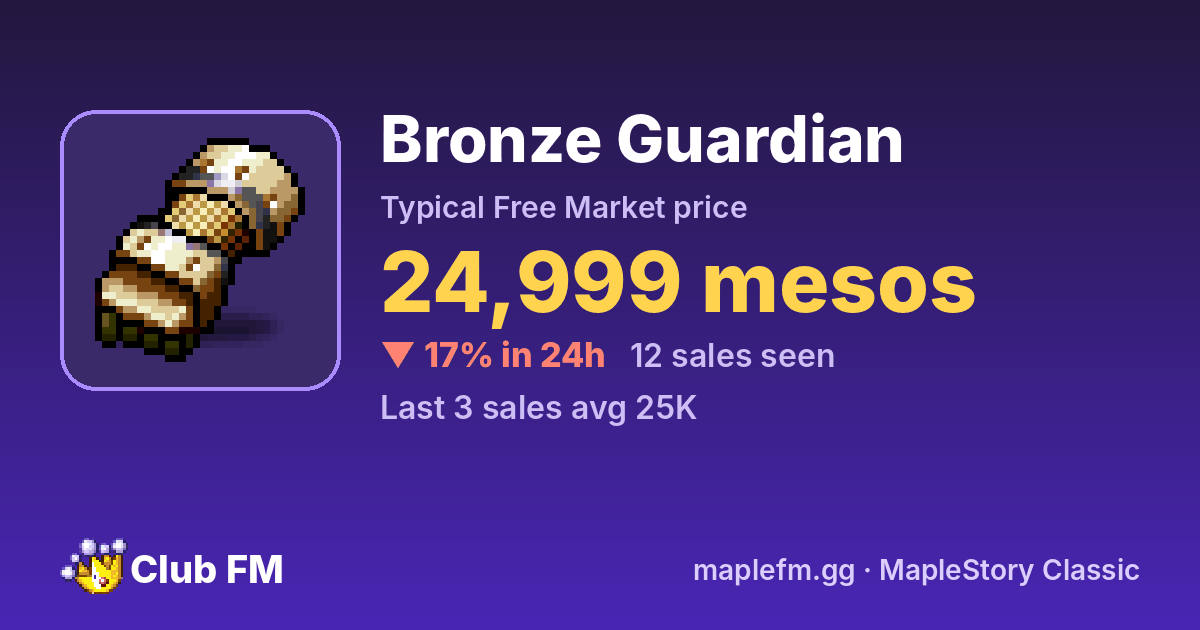 Bronze Guardian
Typical Free Market price
24,999 mesos
▼ 17% in 24h 12 sales seen
Last 3 sales avg 25K
Club FM
maplefm.gg · MapleStory Classic